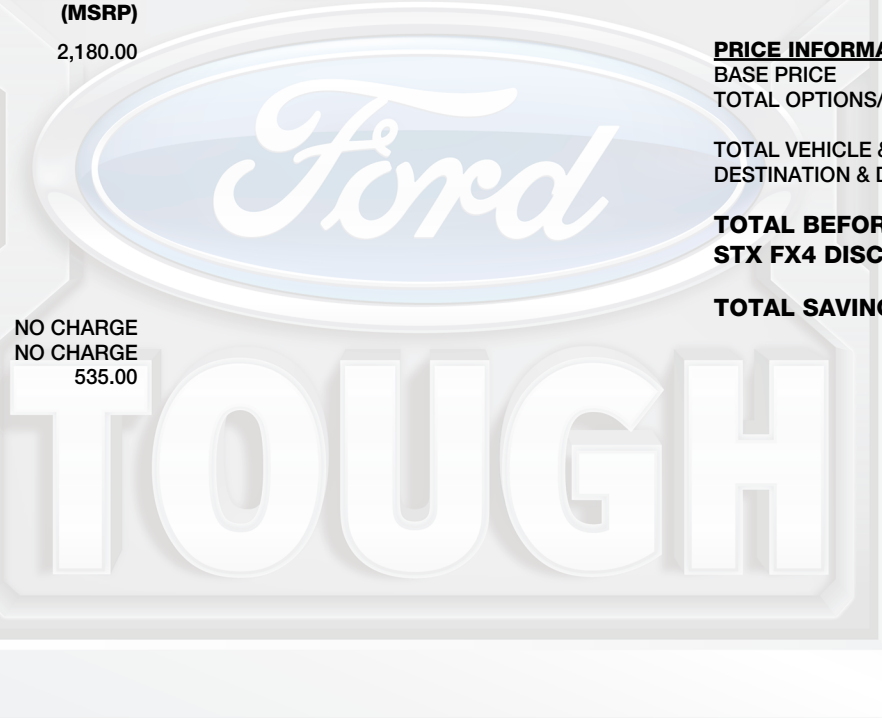 (MSRP)
2,180.00
NO CHARGE
NO CHARGE
535.00
PRICE INFORMA
BASE PRICE
TOTAL OPTIONS/
TOTAL VEHICLE &
DESTINATION & D
TOTAL BEFOR
STX FX4 DISC
TOTAL SAVING
Ford
TOUGH